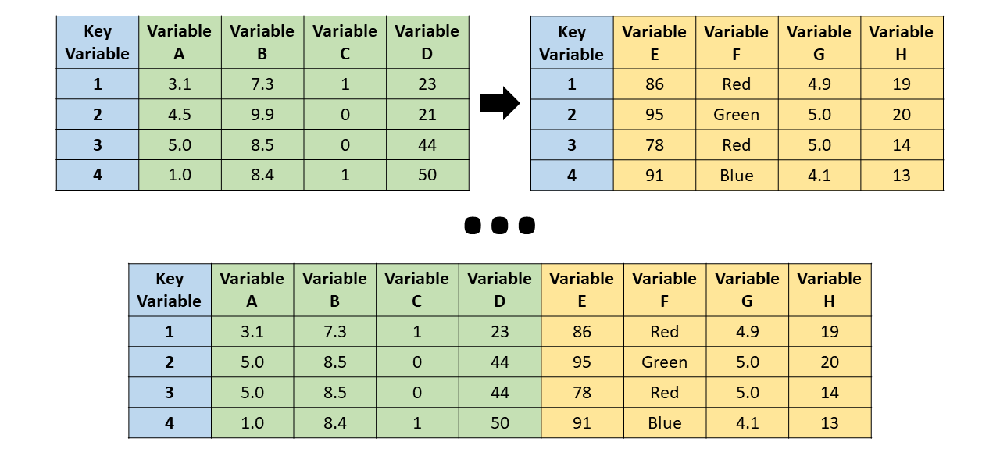 Key Variable Variable Variable Variable
Variable A B C D
1 3.1 7.3 1 23
2 4.5 9.9 0 21
3 5.0 8.5 0 44
4 1.0 8.4 1 50
Key Variable Variable Variable Variable
Variable E F G H
1 86 Red 4.9 19
2 95 Green 5.0 20
3 78 Red 5.0 14
4 91 Blue 4.1 13
Key Variable Variable Variable Variable Variable Variable Variable Variable
Variable A B C D E F G H
1 3.1 7.3 1 23 86 Red 4.9 19
2 5.0 8.5 0 44 95 Green 5.0 20
3 5.0 8.5 0 44 78 Red 5.0 14
4 1.0 8.4 1 50 91 Blue 4.1 13